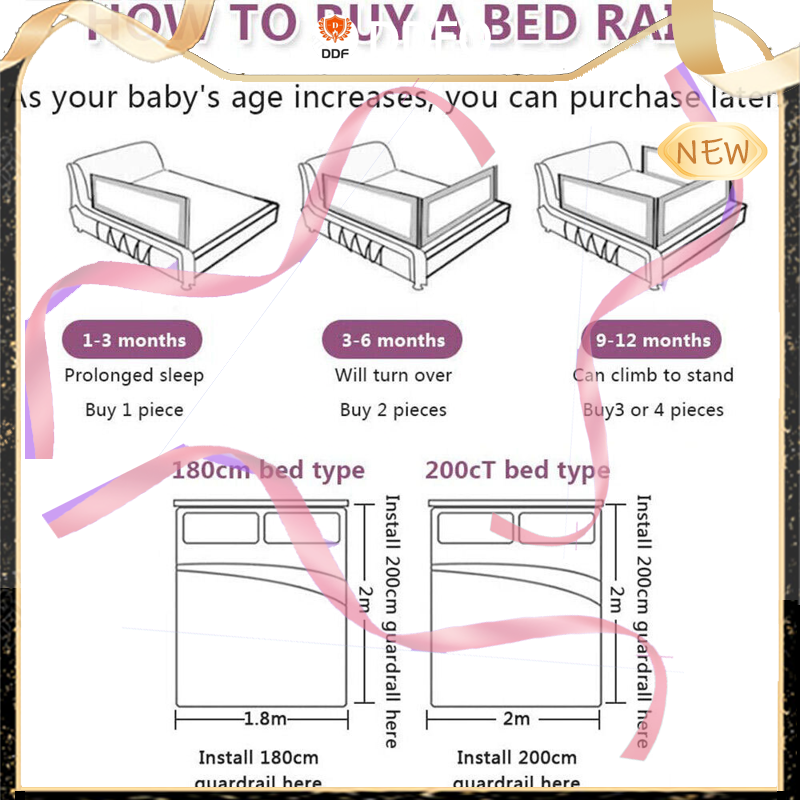 HOW TO BUY A BED RAI
DDF
As your baby's age increases, you can purchase later.
NEW
1-3 months
3-6 months
9-12 months
Prolonged sleep
Will turn over
Can climb to stand
Buy 1 piece
Buy 2 pieces
Buy3 or 4 pieces
180cm bed type
200cT bed type
Install 200cm guardrall here
2m
Install 200cm guardrall here
2m
1.8m
2m
Install 180cm
guardrail here
Install 200cm
guardrail here